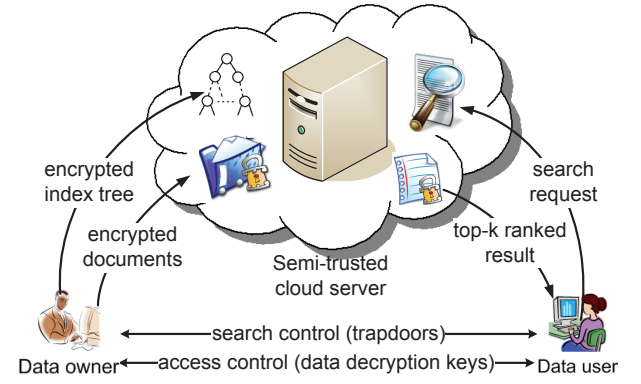 encrypted
index tree
encrypted
documents
Semi-trusted
cloud server
search
request
top-k ranked
result
search control (trapdoors)
access control (data decryption keys)
Data owner
Data user